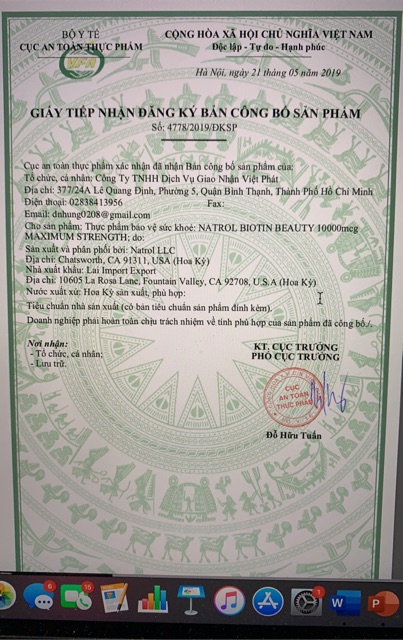 BỘ Y TẾ
CỤC AN TOÀN THỰC PHẨM
CỘNG HÒA XÃ HỘI CHỦ NGHĨA VIỆT NAM
Độc lập - Tự do - Hạnh phúc
Hà Nội, ngày 21 tháng 05 năm 2019
GIẤY TIẾP NHẬN ĐĂNG KÝ BẢN CÔNG BỐ SẢN PHẨM
Số: 4778/2019/ĐKSP
Cục an toàn thực phẩm xác nhận đã nhận Bản công bố sản phẩm của:
Tổ chức, cá nhân: Công Ty TNHH Dịch Vụ Giao Nhận Việt Phát
Địa chỉ: 377/24A Lê Quang Định, Phường 5, Quận Bình Thạnh, Thành Phố Hồ Chí Minh
Điện thoại: 02838413956 Fax:
Email: dnhung0208@gmail.com
Cho sản phẩm: Thực phẩm bảo vệ sức khỏe: NATROL BIOTIN BEAUTY 10000mcg
MAXIMUM STRENGTH; do:
Sản xuất và phân phối bởi: Natrol LLC
Địa chỉ: Chatsworth, CA 91311, USA (Hoa Kỳ)
Nhà xuất khẩu: Lai Import Export
Địa chỉ: 10605 La Rosa Lane, Fountain Valley, CA 92708, U.S.A (Hoa Kỳ)
Nước xuất xứ: Hoa Kỳ sản xuất, phù hợp:
Tiêu chuẩn nhà sản xuất (có bản tiêu chuẩn sản phẩm đính kèm).
Doanh nghiệp phải hoàn toàn chịu trách nhiệm về tính phù hợp của sản phẩm đã công bố./.
Nơi nhận:
- Tổ chức, cá nhân;
- Lưu trữ.
KT. CỤC TRƯỞNG
PHÓ CỤC TRƯỞNG
CỤC
AN TOÀN
THỰC PHẨM
Đỗ Hữu Tuấn
6
15
1
W
P